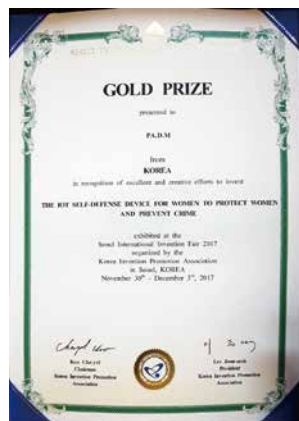 GOLD PRIZE
presented to
PA.D.M
from
KOREA
in recognition of excellent and creative efforts to invent
THE IOT SELF-DEFENSE DEVICE FOR WOMEN TO PROTECT WOMEN
AND PREVENT CRIME
exhibited at the
Seoul International Invention Fair 2017
organized by the
Korea Invention Promotion Association
in Seoul, KOREA
November 30th - December 3rd, 2017
Chairman
Korea Invention Promotion
Association
President
Korea Invention Promotion
Association